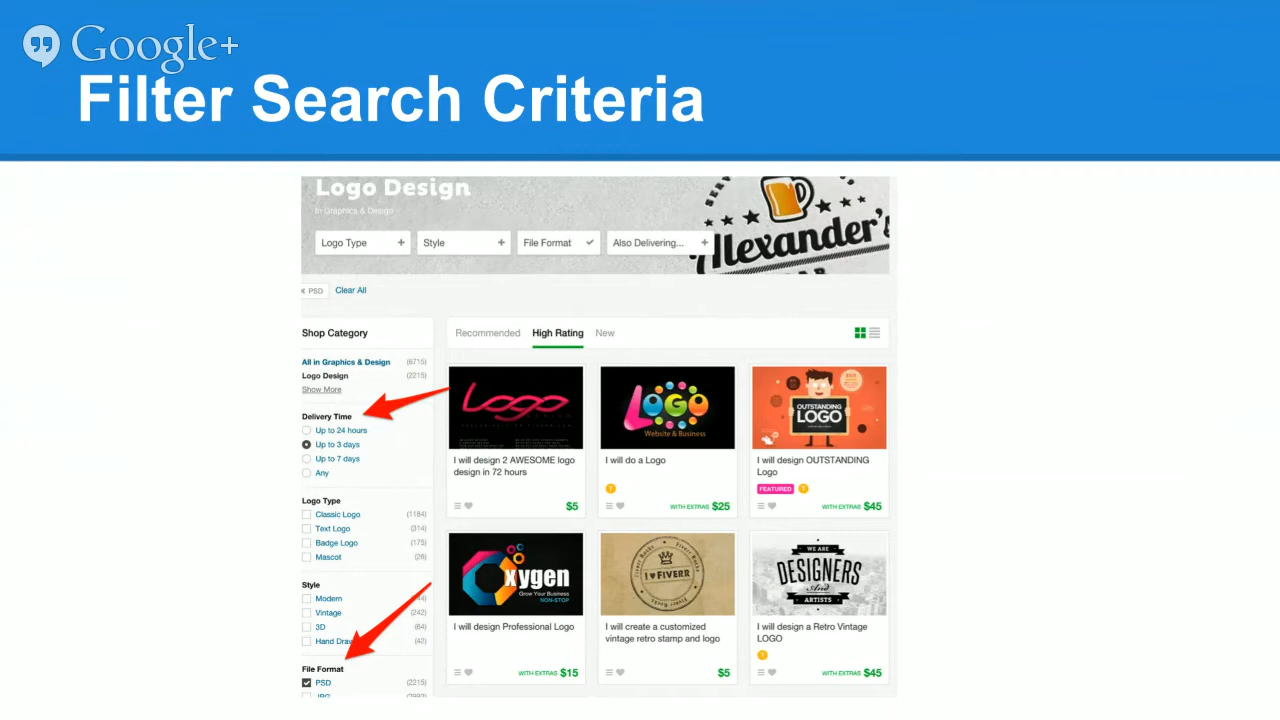 Google+
Filter Search Criteria
Logo Design
In Graphics & Design
Logo Type +
Style +
File Format ✓
Also Delivering... +
Alexander's
BAR
x PSD
Clear All
Shop Category
All in Graphics & Design (6715)
Logo Design (2215)
Show More
Delivery Time
Up to 24 hours
Up to 3 days
Up to 7 days
Any
Logo Type
Classic Logo (1184)
Text Logo (314)
Badge Logo (175)
Mascot (26)
Style
Modern
Vintage (242)
3D (64)
Hand Draw (42)
File Format
PSD (2215)
JPG
Recommended High Rating New
Logo
I will design 2 AWESOME logo
design in 72 hours
$5
LOGO
Website & Business
I will do a Logo
T
WITH EXTRAS $25
OUTSTANDING
LOGO
I will design OUTSTANDING
Logo
FEATURED T
WITH EXTRAS $45
Oxygen
Grow Your Business
NON-STOP
I will design Professional Logo
WITH EXTRAS $15
Fiverr Rocks
I ♥ FIVERR
I will create a customized
vintage retro stamp and logo
$5
WE ARE
DESIGNERS
And
ARTISTS
I will design a Retro Vintage
LOGO
T
WITH EXTRAS $45